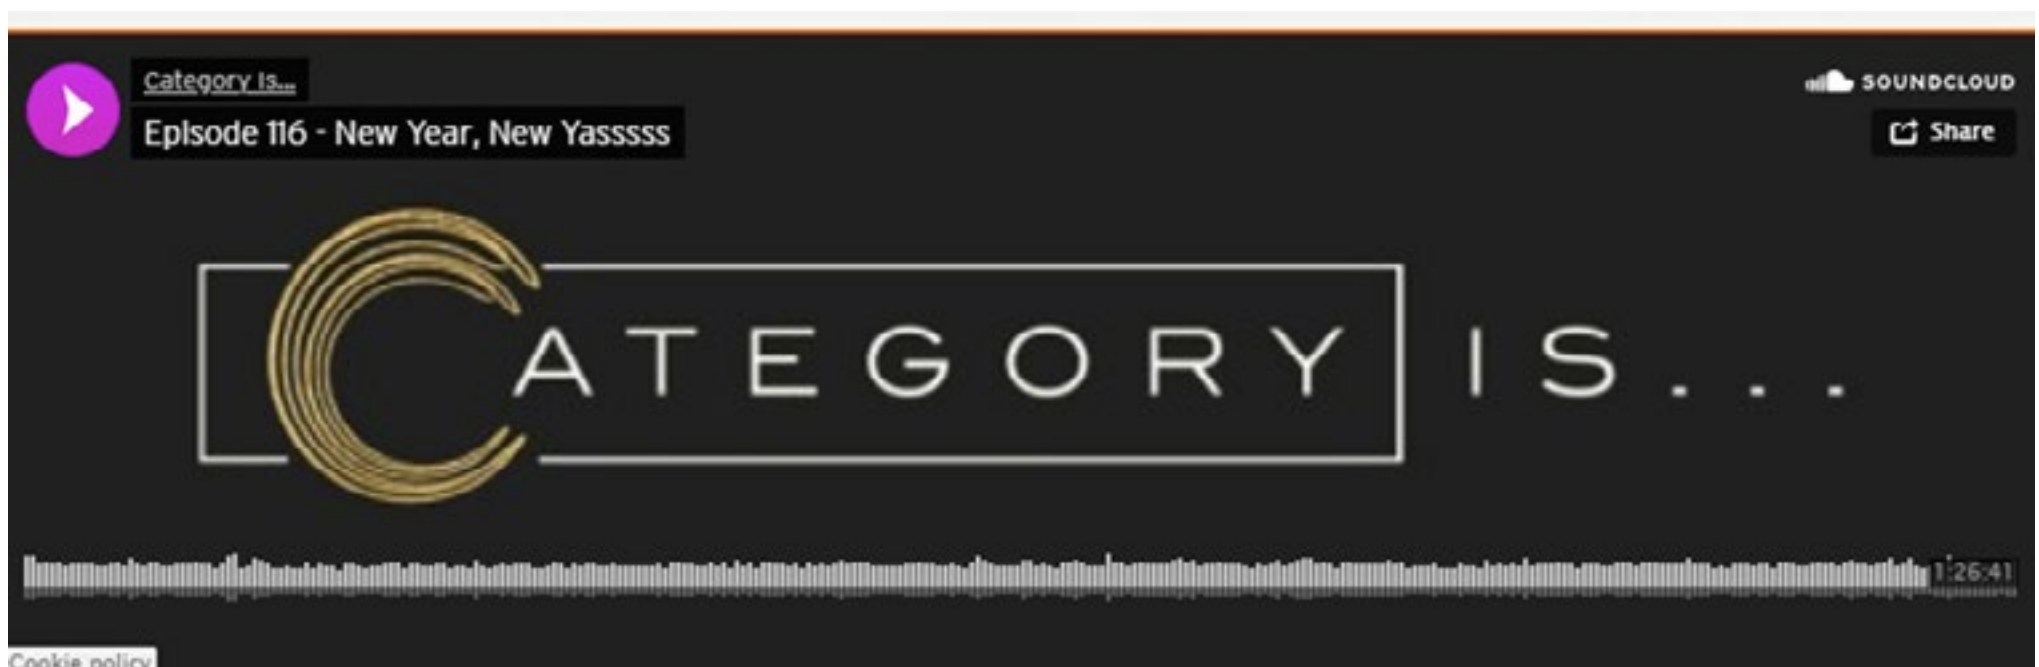 Category Is...
SOUNDCLOUD
Episode 116 - New Year, New Yasssss
Share
CATEGORY IS...
1:26:41
Cookie policy